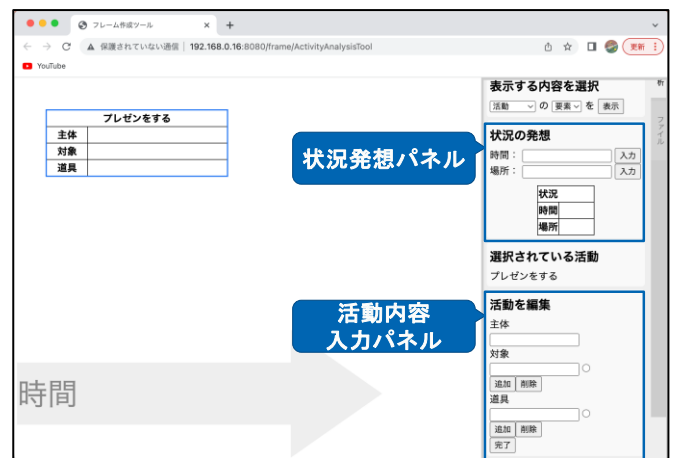 フレーム作成ツール
保護されていない通信 192.168.0.16:8080/frame/ActivityAnalysisTool
更新
YouTube
プレゼンをする
主体
対象
道具
時間
状況発想パネル
活動内容
入力パネル
表示する内容を選択
活動 の 要素 を 表示
状況の発想
時間: 入力
場所: 入力
状況
時間
場所
選択されている活動
プレゼンをする
活動を編集
主体
対象
追加 削除
道具
追加 削除
完了
析
ファイル